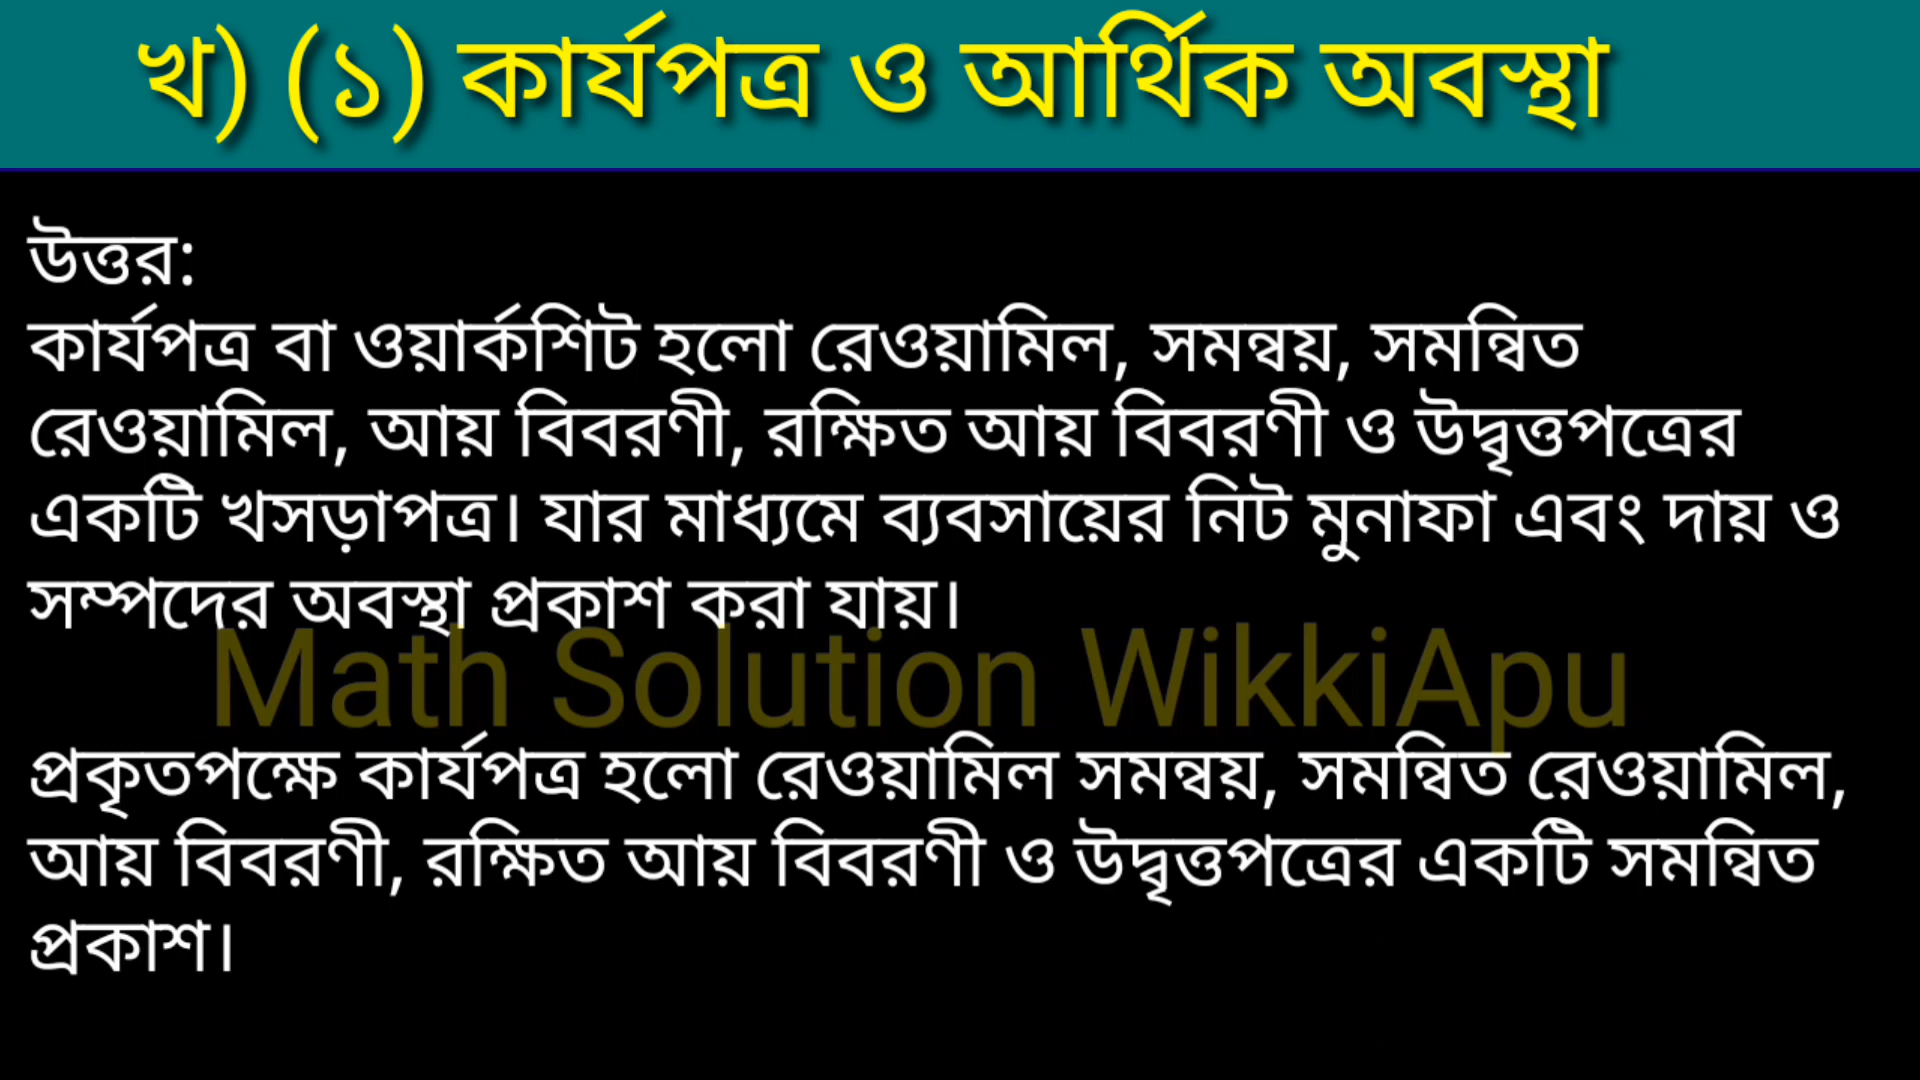 খ) (১) কার্যপত্র ও আর্থিক অবস্থা
উত্তর:
কার্যপত্র বা ওয়ার্কশিট হলো রেওয়ামিল, সমন্বয়, সমন্বিত
রেওয়ামিল, আয় বিবরণী, রক্ষিত আয় বিবরণী ও উদ্বৃত্তপত্রের
একটি খসড়াপত্র। যার মাধ্যমে ব্যবসায়ের নিট মুনাফা এবং দায় ও
সম্পদের অবস্থা প্রকাশ করা যায়।
Math Solution WikkiApu
প্রকৃতপক্ষে কার্যপত্র হলো রেওয়ামিল সমন্বয়, সমন্বিত রেওয়ামিল,
আয় বিবরণী, রক্ষিত আয় বিবরণী ও উদ্বৃত্তপত্রের একটি সমন্বিত
প্রকাশ।